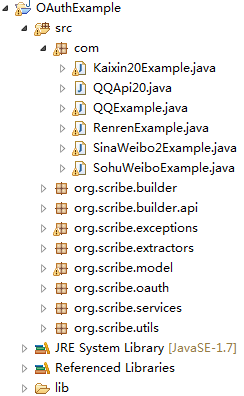 OAuthExample
src
com
Kaixin20Example.java
QQApi20.java
QQExample.java
RenrenExample.java
SinaWeibo2Example.java
SohuWeiboExample.java
org.scribe.builder
org.scribe.builder.api
org.scribe.exceptions
org.scribe.extractors
org.scribe.model
org.scribe.oauth
org.scribe.services
org.scribe.utils
JRE System Library [JavaSE-1.7]
Referenced Libraries
lib